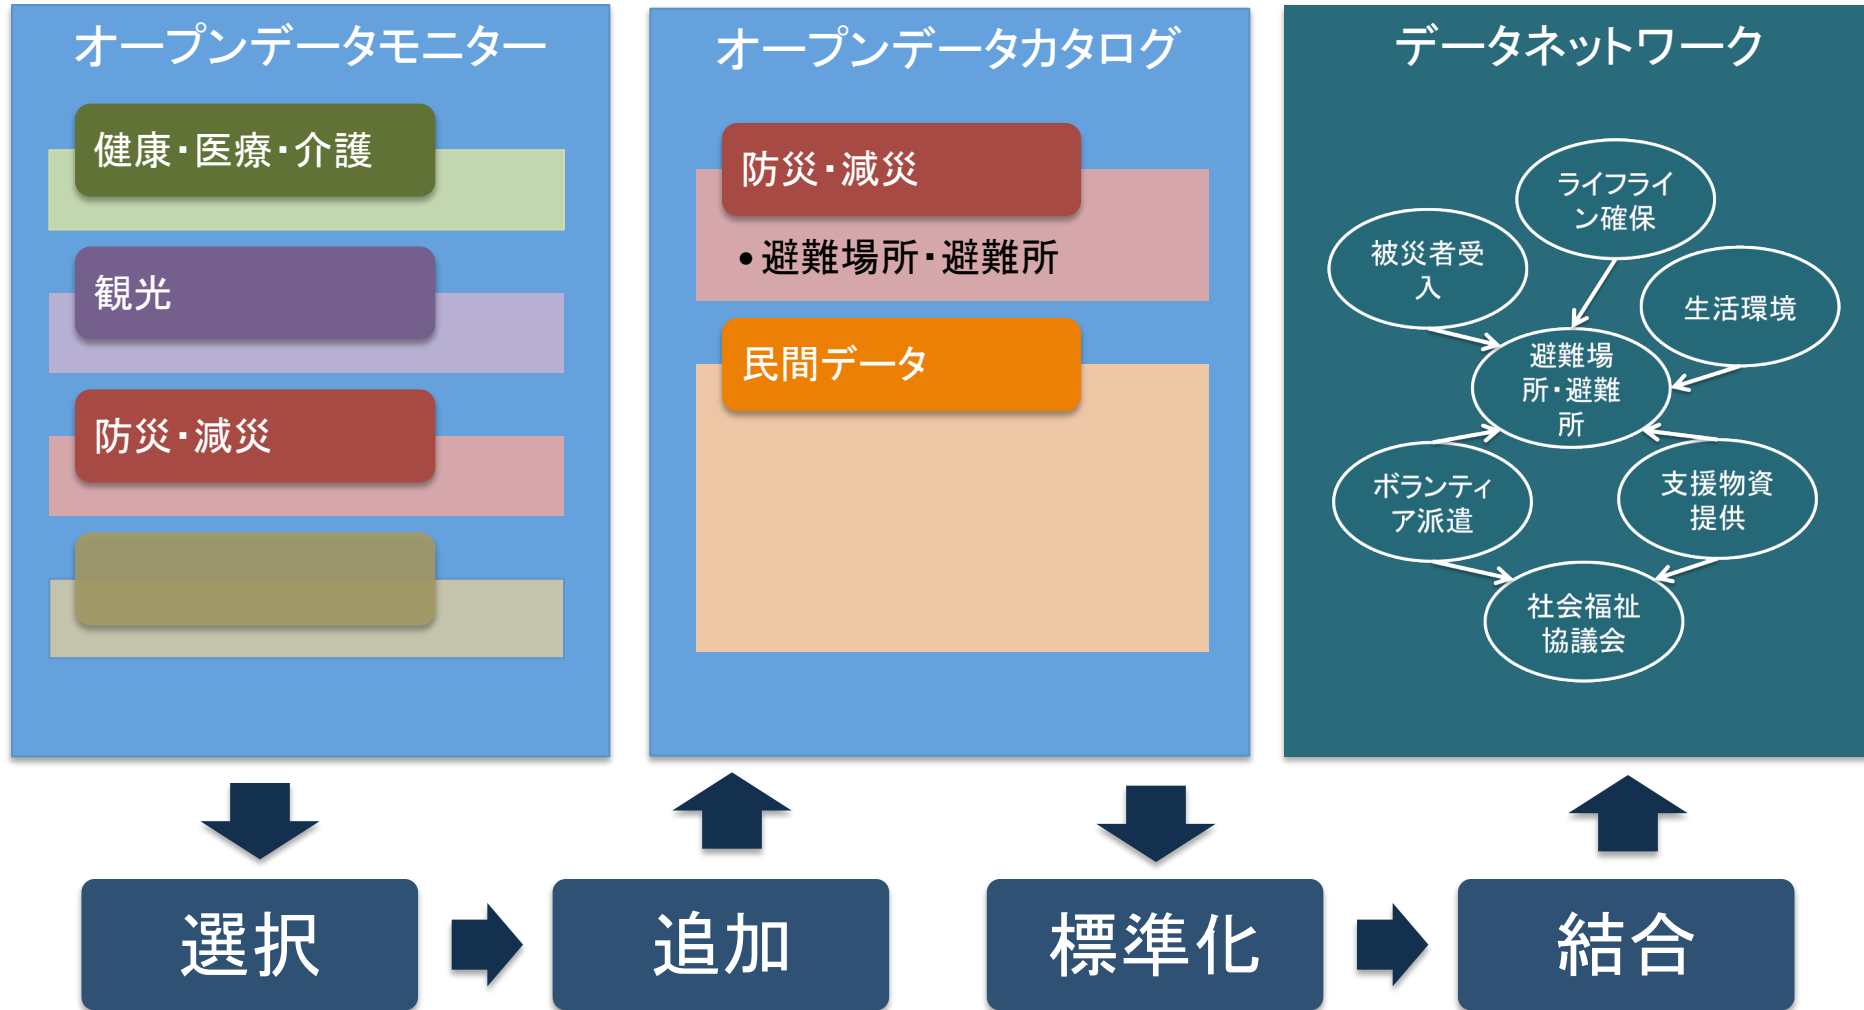 オープンデータモニター
健康・医療・介護
観光
防災・減災
オープンデータカタログ
防災・減災
•避難場所・避難所
民間データ
データネットワーク
ライフライ
ン確保
被災者受
入
生活環境
避難場
所・避難
所
ボランティ
ア派遣
支援物資
提供
社会福祉
協議会
選択
追加
標準化
結合